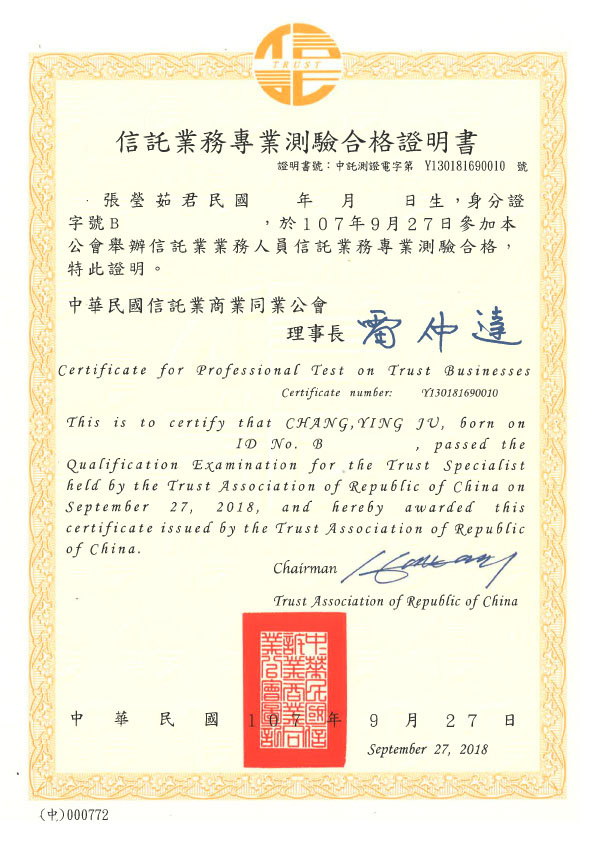 TRUST
信託業務專業測驗合格證明書
證明書號：中託測證電字第 Y130181690010 號
張瑩茹君民國 年 月 日生，身分證
字號B ，於107年9月27日參加本
公會舉辦信託業業務人員信託業務專業測驗合格，
特此證明。
中華民國信託業商業同業公會
理事長 雷仲達
Certificate for Professional Test on Trust Businesses
Certificate number: Y130181690010
This is to certify that CHANG,YING JU, born on
ID No. B , passed the
Qualification Examination for the Trust Specialist
held by the Trust Association of Republic of China on
September 27, 2018, and hereby awarded this
certificate issued by the Trust Association of Republic
of China.
Chairman
Trust Association of Republic of China
中華民國 107 年 9 月 27 日
September 27, 2018
(中)000772